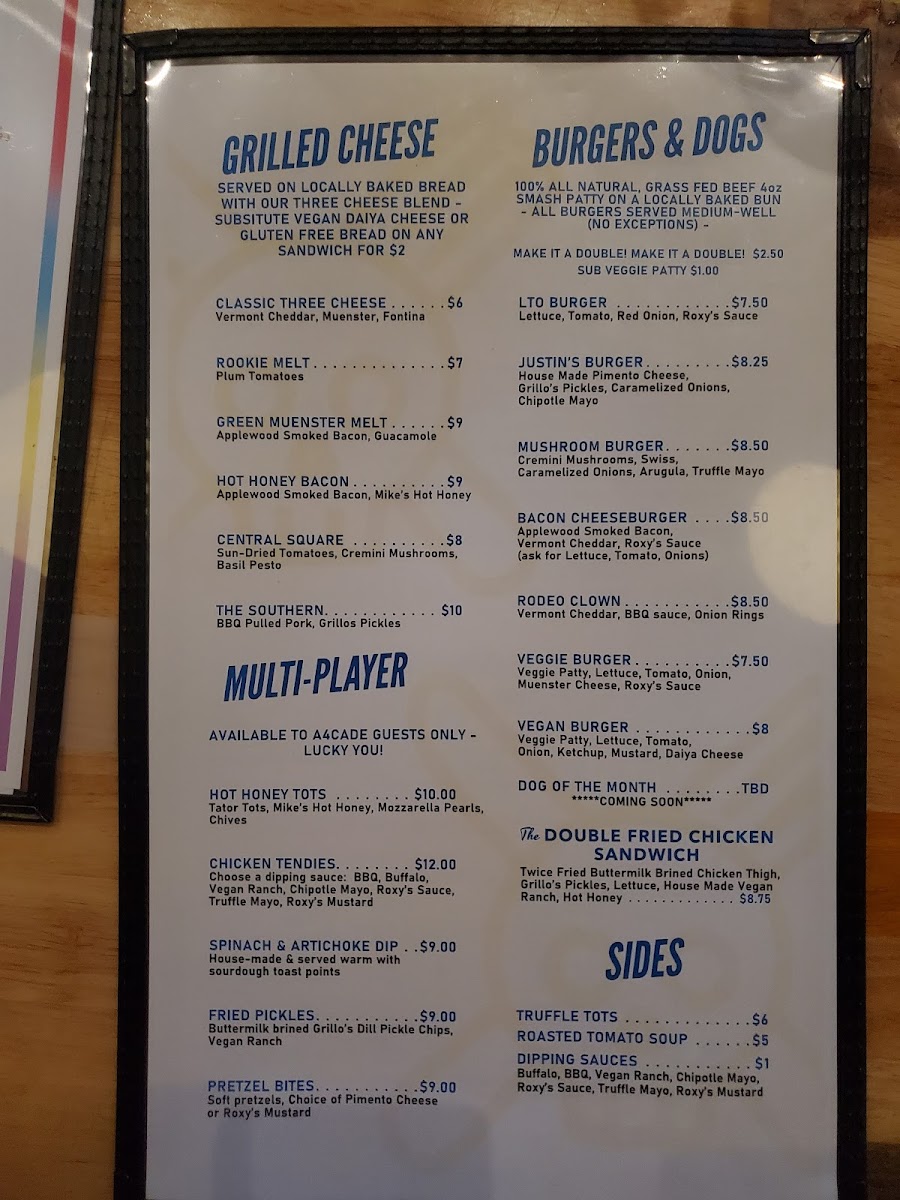 GRILLED CHEESE
SERVED ON LOCALLY BAKED BREAD
WITH OUR THREE CHEESE BLEND -
SUBSITUTE VEGAN DAIYA CHEESE OR
GLUTEN FREE BREAD ON ANY
SANDWICH FOR $2
CLASSIC THREE CHEESE . . . . . . $6
Vermont Cheddar, Muenster, Fontina
ROOKIE MELT . . . . . . . . . . . . . . $7
Plum Tomatoes
GREEN MUENSTER MELT . . . . . . $9
Applewood Smoked Bacon, Guacamole
HOT HONEY BACON . . . . . . . . . . $9
Applewood Smoked Bacon, Mike's Hot Honey
CENTRAL SQUARE . . . . . . . . . . $8
Sun-Dried Tomatoes, Cremini Mushrooms,
Basil Pesto
THE SOUTHERN. . . . . . . . . . . . $10
BBQ Pulled Pork, Grillos Pickles
MULTI-PLAYER
AVAILABLE TO A4CADE GUESTS ONLY -
LUCKY YOU!
HOT HONEY TOTS . . . . . . . . $10.00
Tator Tots, Mike's Hot Honey, Mozzarella Pearls,
Chives
CHICKEN TENDIES. . . . . . . . $12.00
Choose a dipping sauce: BBQ, Buffalo,
Vegan Ranch, Chipotle Mayo, Roxy's Sauce,
Truffle Mayo, Roxy's Mustard
SPINACH & ARTICHOKE DIP . . $9.00
House-made & served warm with
sourdough toast points
FRIED PICKLES. . . . . . . . . . . $9.00
Buttermilk brined Grillo's Dill Pickle Chips,
Vegan Ranch
PRETZEL BITES. . . . . . . . . . . $9.00
Soft pretzels, Choice of Pimento Cheese
or Roxy's Mustard
BURGERS & DOGS
100% ALL NATURAL, GRASS FED BEEF 4oz
SMASH PATTY ON A LOCALLY BAKED BUN
- ALL BURGERS SERVED MEDIUM-WELL
(NO EXCEPTIONS) -
MAKE IT A DOUBLE! MAKE IT A DOUBLE! $2.50
SUB VEGGIE PATTY $1.00
LTO BURGER . . . . . . . . . . . . $7.50
Lettuce, Tomato, Red Onion, Roxy's Sauce
JUSTIN'S BURGER. . . . . . . . . $8.25
House Made Pimento Cheese,
Grillo's Pickles, Caramelized Onions,
Chipotle Mayo
MUSHROOM BURGER. . . . . . . $8.50
Cremini Mushrooms, Swiss,
Caramelized Onions, Arugula, Truffle Mayo
BACON CHEESEBURGER . . . . $8.50
Applewood Smoked Bacon,
Vermont Cheddar, Roxy's Sauce
(ask for Lettuce, Tomato, Onions)
RODEO CLOWN . . . . . . . . . . . $8.50
Vermont Cheddar, BBQ sauce, Onion Rings
VEGGIE BURGER . . . . . . . . . . $7.50
Veggie Patty, Lettuce, Tomato, Onion,
Muenster Cheese, Roxy's Sauce
VEGAN BURGER . . . . . . . . . . . . $8
Veggie Patty, Lettuce, Tomato,
Onion, Ketchup, Mustard, Daiya Cheese
DOG OF THE MONTH . . . . . . . . TBD
*****COMING SOON*****
The DOUBLE FRIED CHICKEN
SANDWICH
Twice Fried Buttermilk Brined Chicken Thigh,
Grillo's Pickles, Lettuce, House Made Vegan
Ranch, Hot Honey . . . . . . . . . . . . . $8.75
SIDES
TRUFFLE TOTS . . . . . . . . . . . . . $6
ROASTED TOMATO SOUP . . . . . . $5
DIPPING SAUCES . . . . . . . . . . . $1
Buffalo, BBQ, Vegan Ranch, Chipotle Mayo,
Roxy's Sauce, Truffle Mayo, Roxy's Mustard